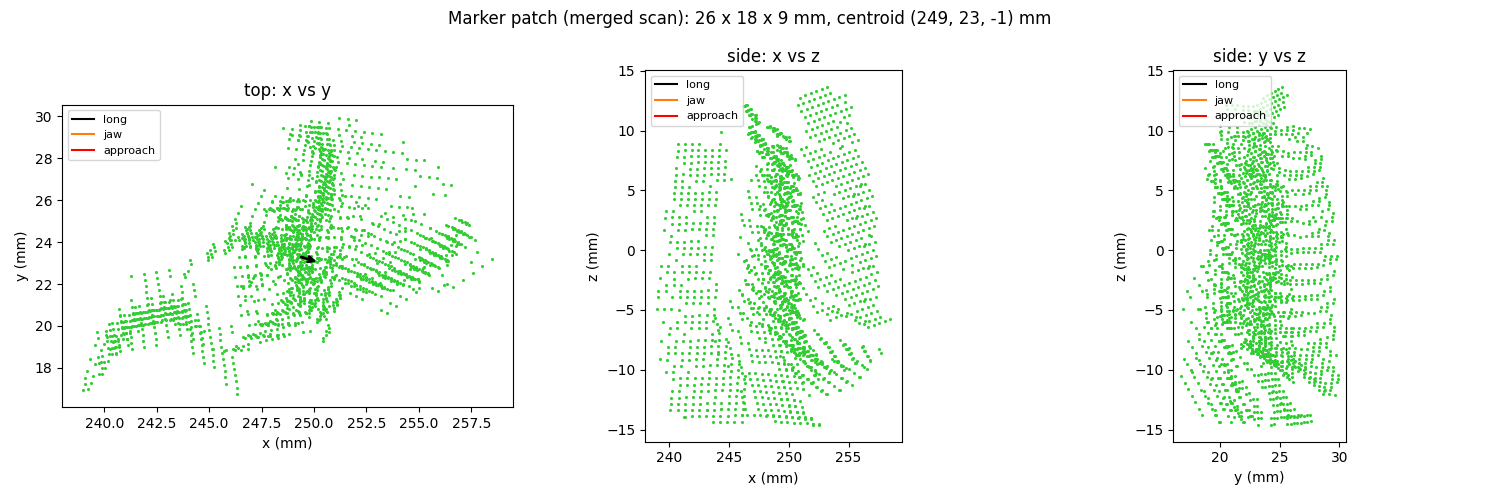 Marker patch (merged scan): 26 x 18 x 9 mm, centroid (249, 23, -1) mm
top: x vs y
long
jaw
approach
30
28
26
24
22
20
18
y (mm)
240.0 242.5 245.0 247.5 250.0 252.5 255.0 257.5
x (mm)
side: x vs z
long
jaw
approach
15
10
5
0
−5
−10
−15
z (mm)
240 245 250 255
x (mm)
side: y vs z
long
jaw
approach
15
10
5
0
−5
−10
−15
z (mm)
20 25 30
y (mm)